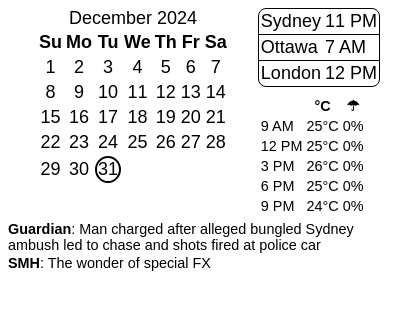 December 2024
Su Mo Tu We Th Fr Sa
1 2 3 4 5 6 7
8 9 10 11 12 13 14
15 16 17 18 19 20 21
22 23 24 25 26 27 28
29 30 31
Sydney 11 PM
Ottawa 7 AM
London 12 PM
°C ☂
9 AM 25°C 0%
12 PM 25°C 0%
3 PM 26°C 0%
6 PM 25°C 0%
9 PM 24°C 0%
Guardian: Man charged after alleged bungled Sydney
ambush led to chase and shots fired at police car
SMH: The wonder of special FX